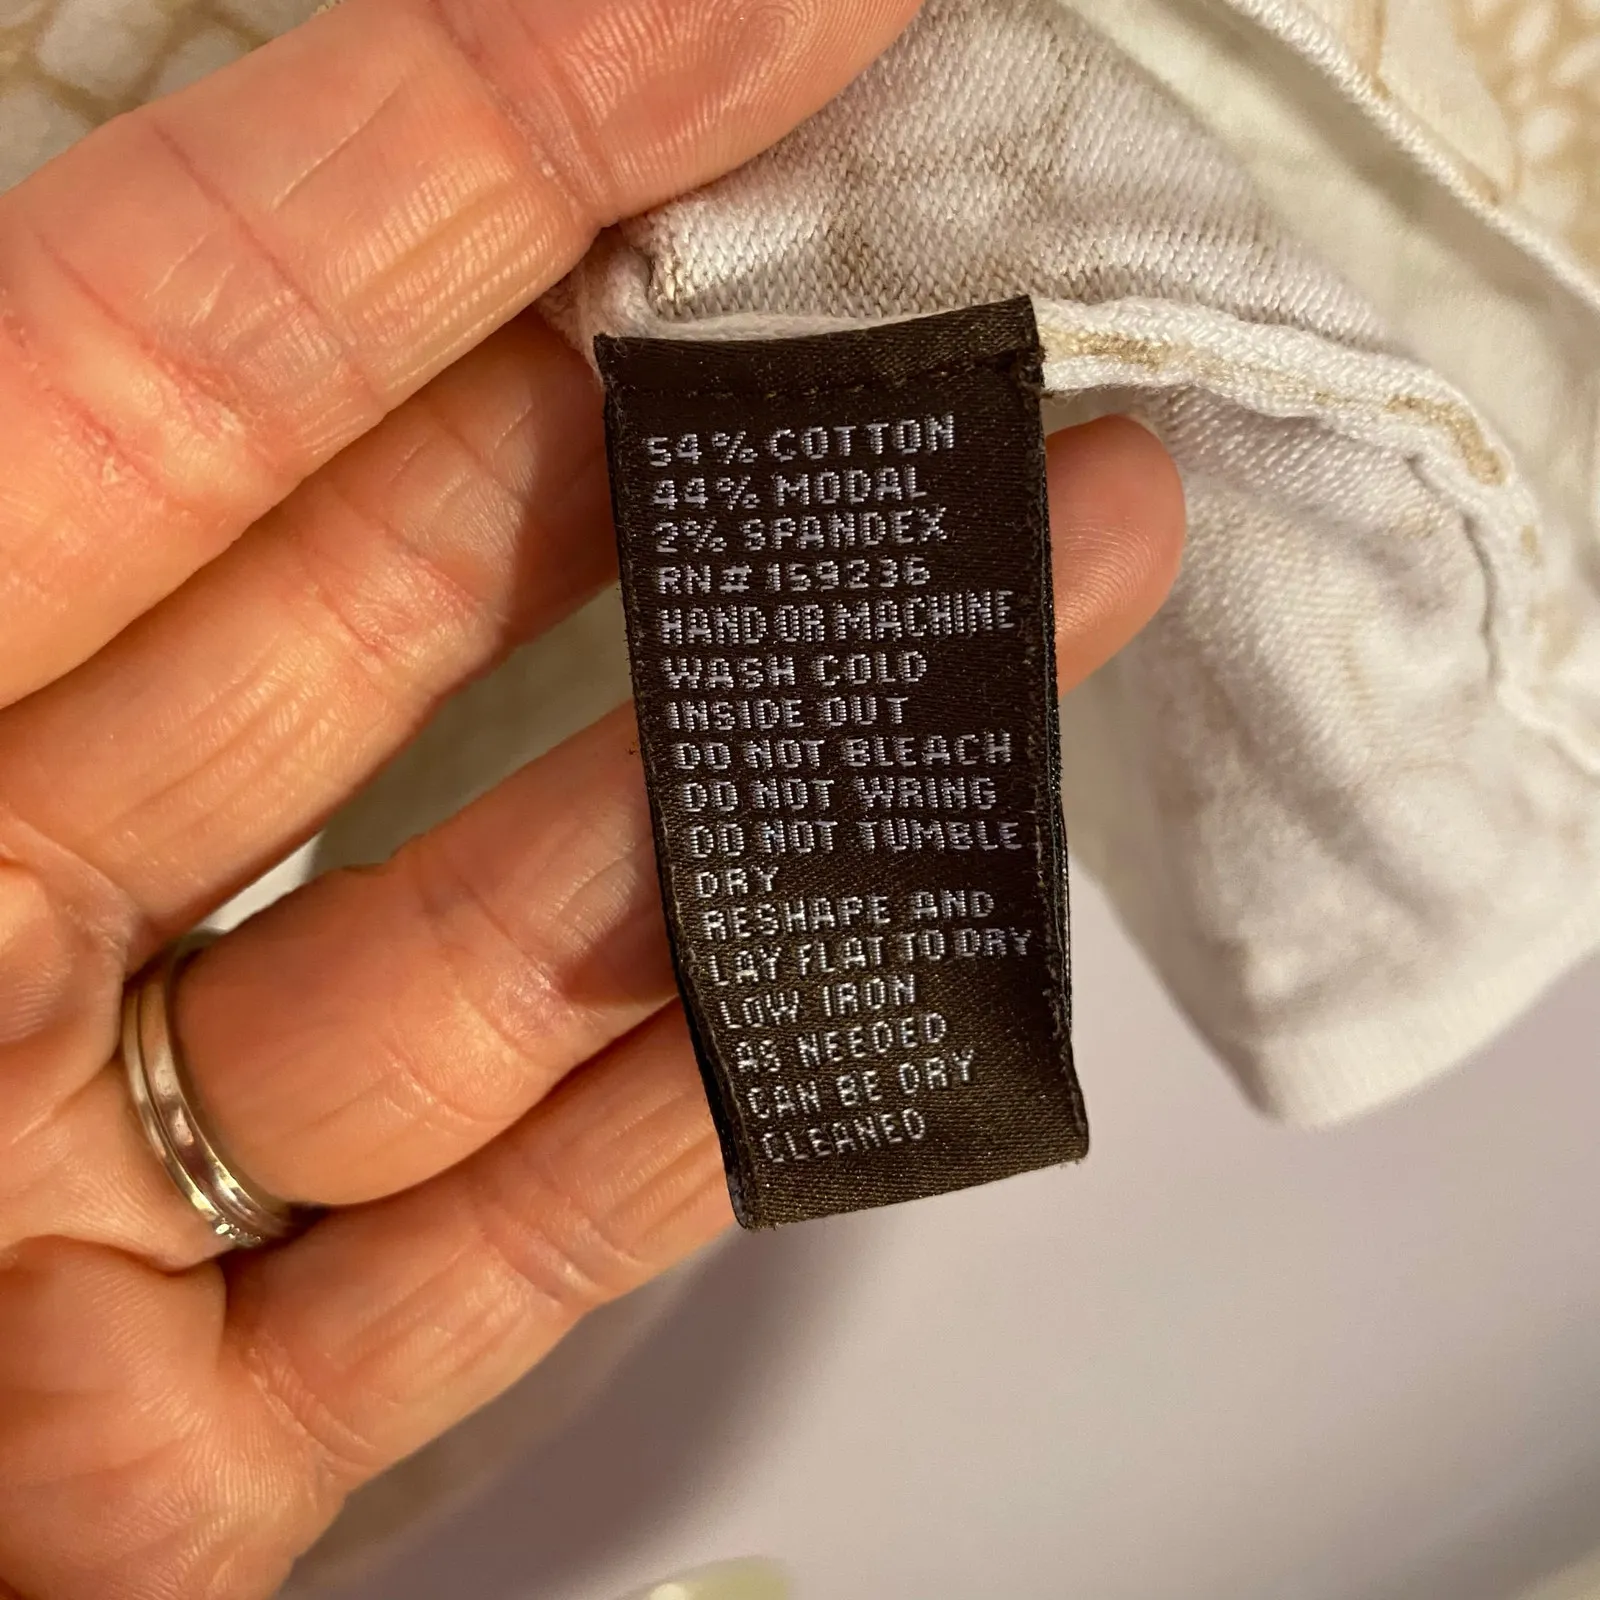 54% COTTON
44% MODAL
2% SPANDEX
RN# 159236
HAND OR MACHINE
WASH COLD
INSIDE OUT
DO NOT BLEACH
DO NOT WRING
DO NOT TUMBLE
DRY
RESHAPE AND
LAY FLAT TO DRY
LOW IRON
AS NEEDED
CAN BE DRY
CLEANED